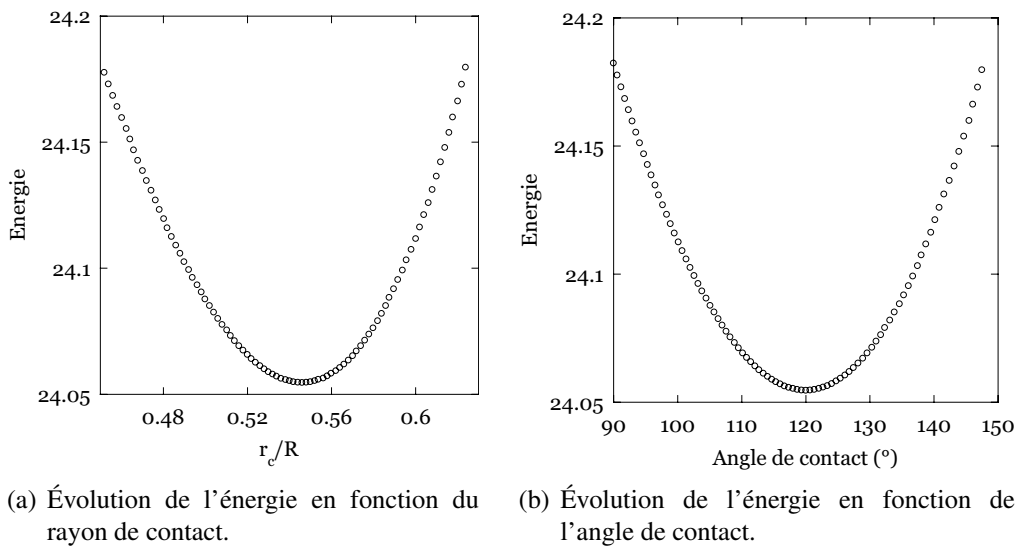 24.2
24.15
24.1
24.05
Energie
0.48 0.52 0.56 0.6
r_c/R
24.2
24.15
24.1
24.05
Energie
90 100 110 120 130 140 150
Angle de contact (°)
(a) Évolution de l'énergie en fonction du
rayon de contact.
(b) Évolution de l'énergie en fonction de
l'angle de contact.